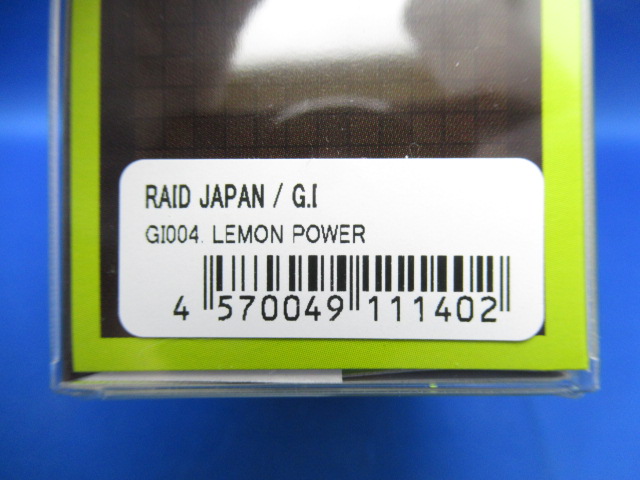 RAID JAPAN / G.I
GI004. LEMON POWER
4 570049 111402